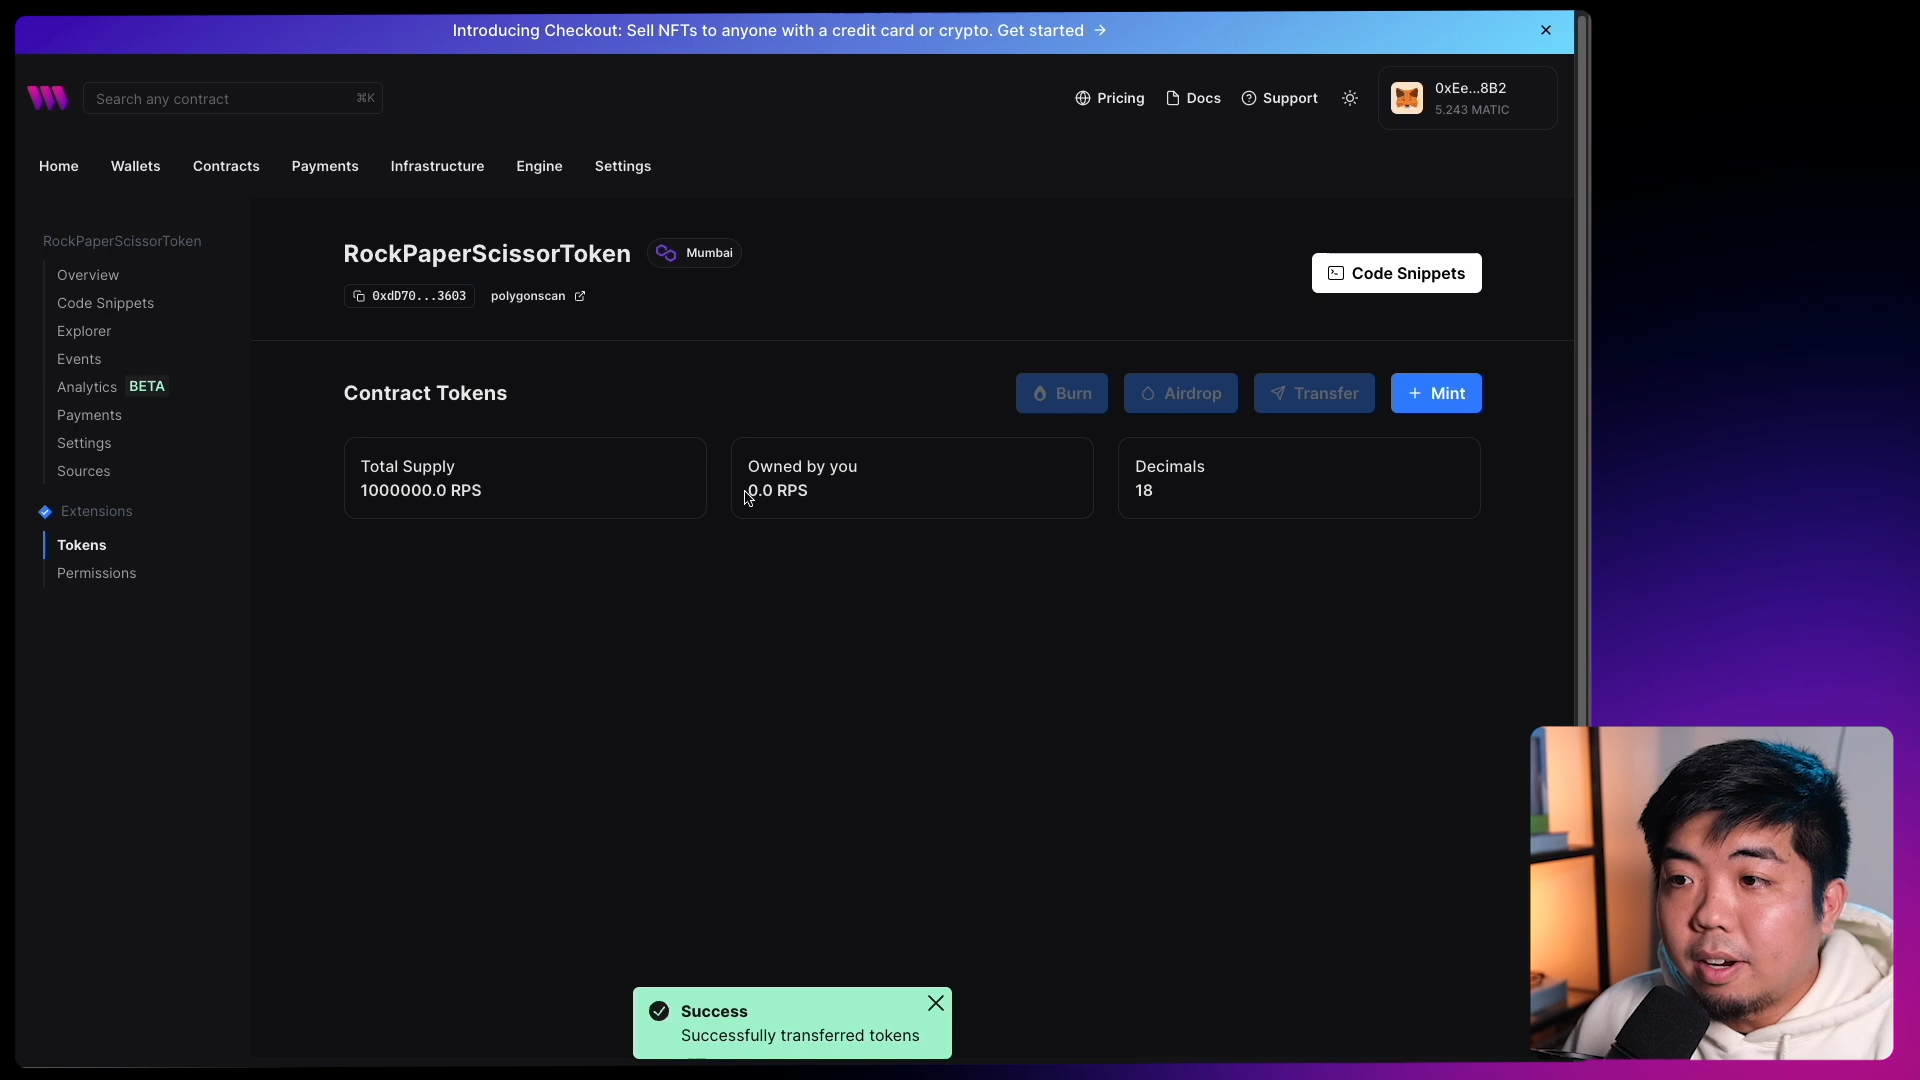 Introducing Checkout: Sell NFTs to anyone with a credit card or crypto. Get started →
Search any contract ⌘K
Pricing
Docs
Support
0xEe...8B2
5.243 MATIC
Home
Wallets
Contracts
Payments
Infrastructure
Engine
Settings
RockPaperScissorToken
Overview
Code Snippets
Explorer
Events
Analytics BETA
Payments
Settings
Sources
Extensions
Tokens
Permissions
RockPaperScissorToken
Mumbai
0xdD70...3603
polygonscan
Code Snippets
Contract Tokens
Burn
Airdrop
Transfer
+ Mint
Total Supply
1000000.0 RPS
Owned by you
0.0 RPS
Decimals
18
Success
Successfully transferred tokens